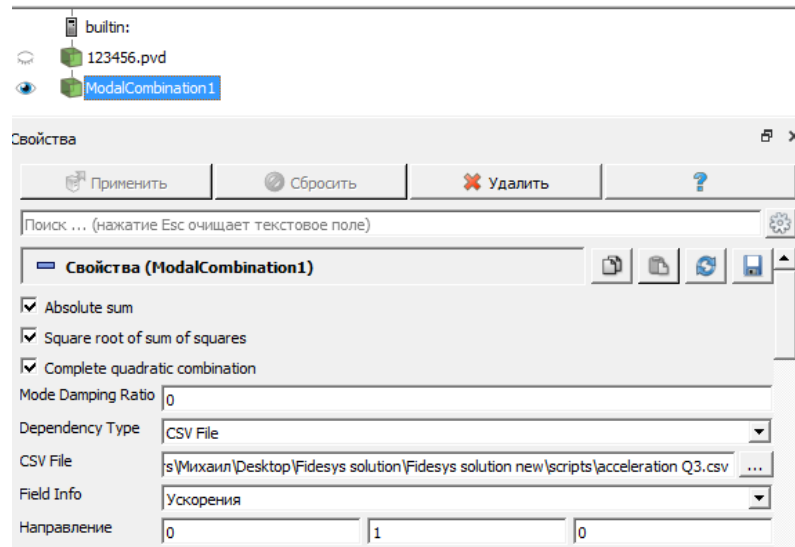 builtin:
123456.pvd
ModalCombination1
Свойства
Применить Сбросить Удалить ?
Поиск ... (нажатие Esc очищает текстовое поле)
Свойства (ModalCombination1)
Absolute sum
Square root of sum of squares
Complete quadratic combination
Mode Damping Ratio 0
Dependency Type CSV File
CSV File s\Михаил\Desktop\Fidesys solution\Fidesys solution new\scripts\acceleration Q3.csv ...
Field Info Ускорения
Направление 0 1 0